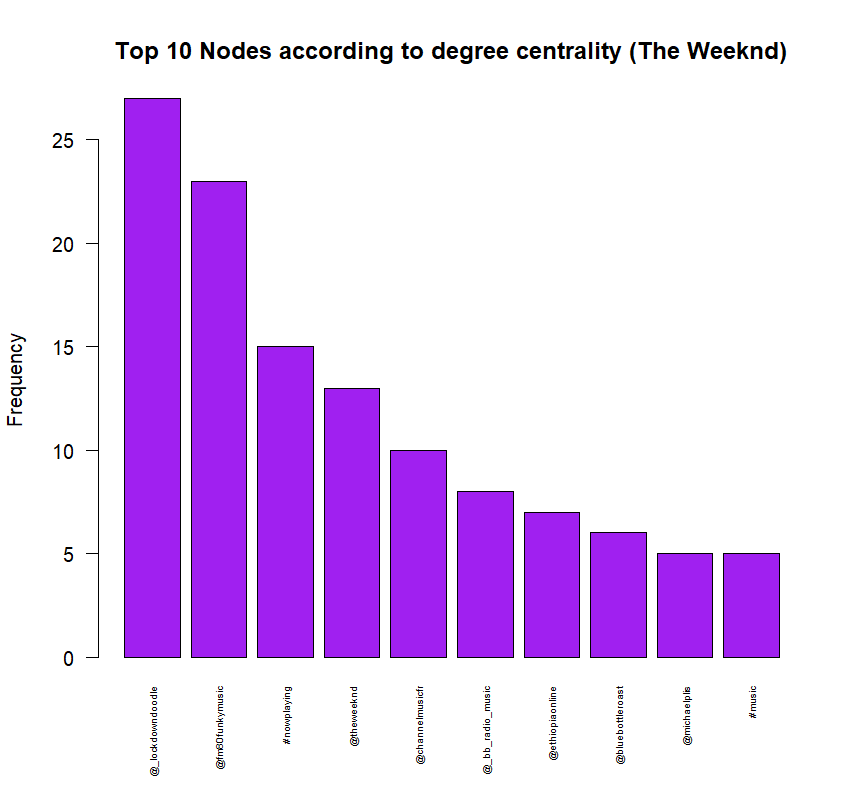 Top 10 Nodes according to degree centrality (The Weeknd)
Frequency
25
20
15
10
5
0
@_lockdowndoodle
@fm80funkymusic
#nowplaying
@theweeknd
@channelmusicfr
@_bb_radio_music
@ethiopiaonline
@bluebottleroast
@michaelplis
#music